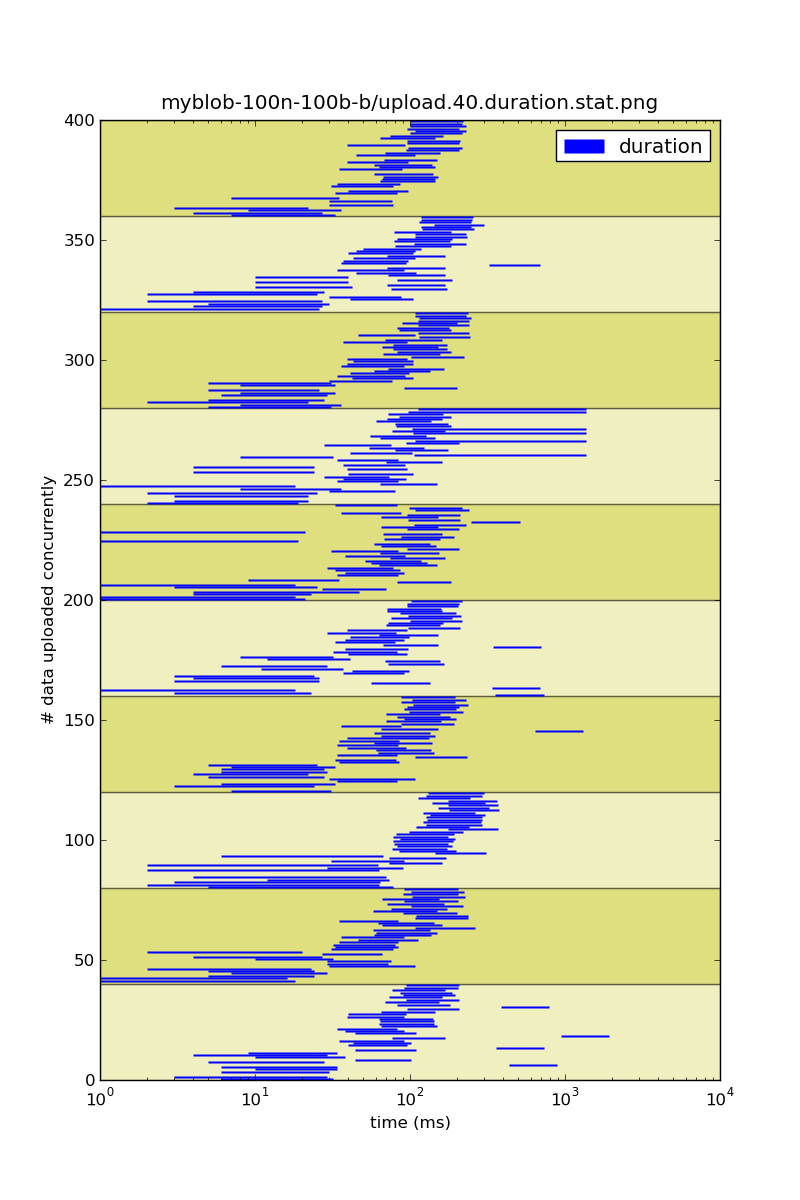 myblob-100n-100b-b/upload.40.duration.stat.png
duration
400
350
300
250
200
150
100
50
0
# data uploaded concurrently
10^0 10^1 10^2 10^3 10^4
time (ms)